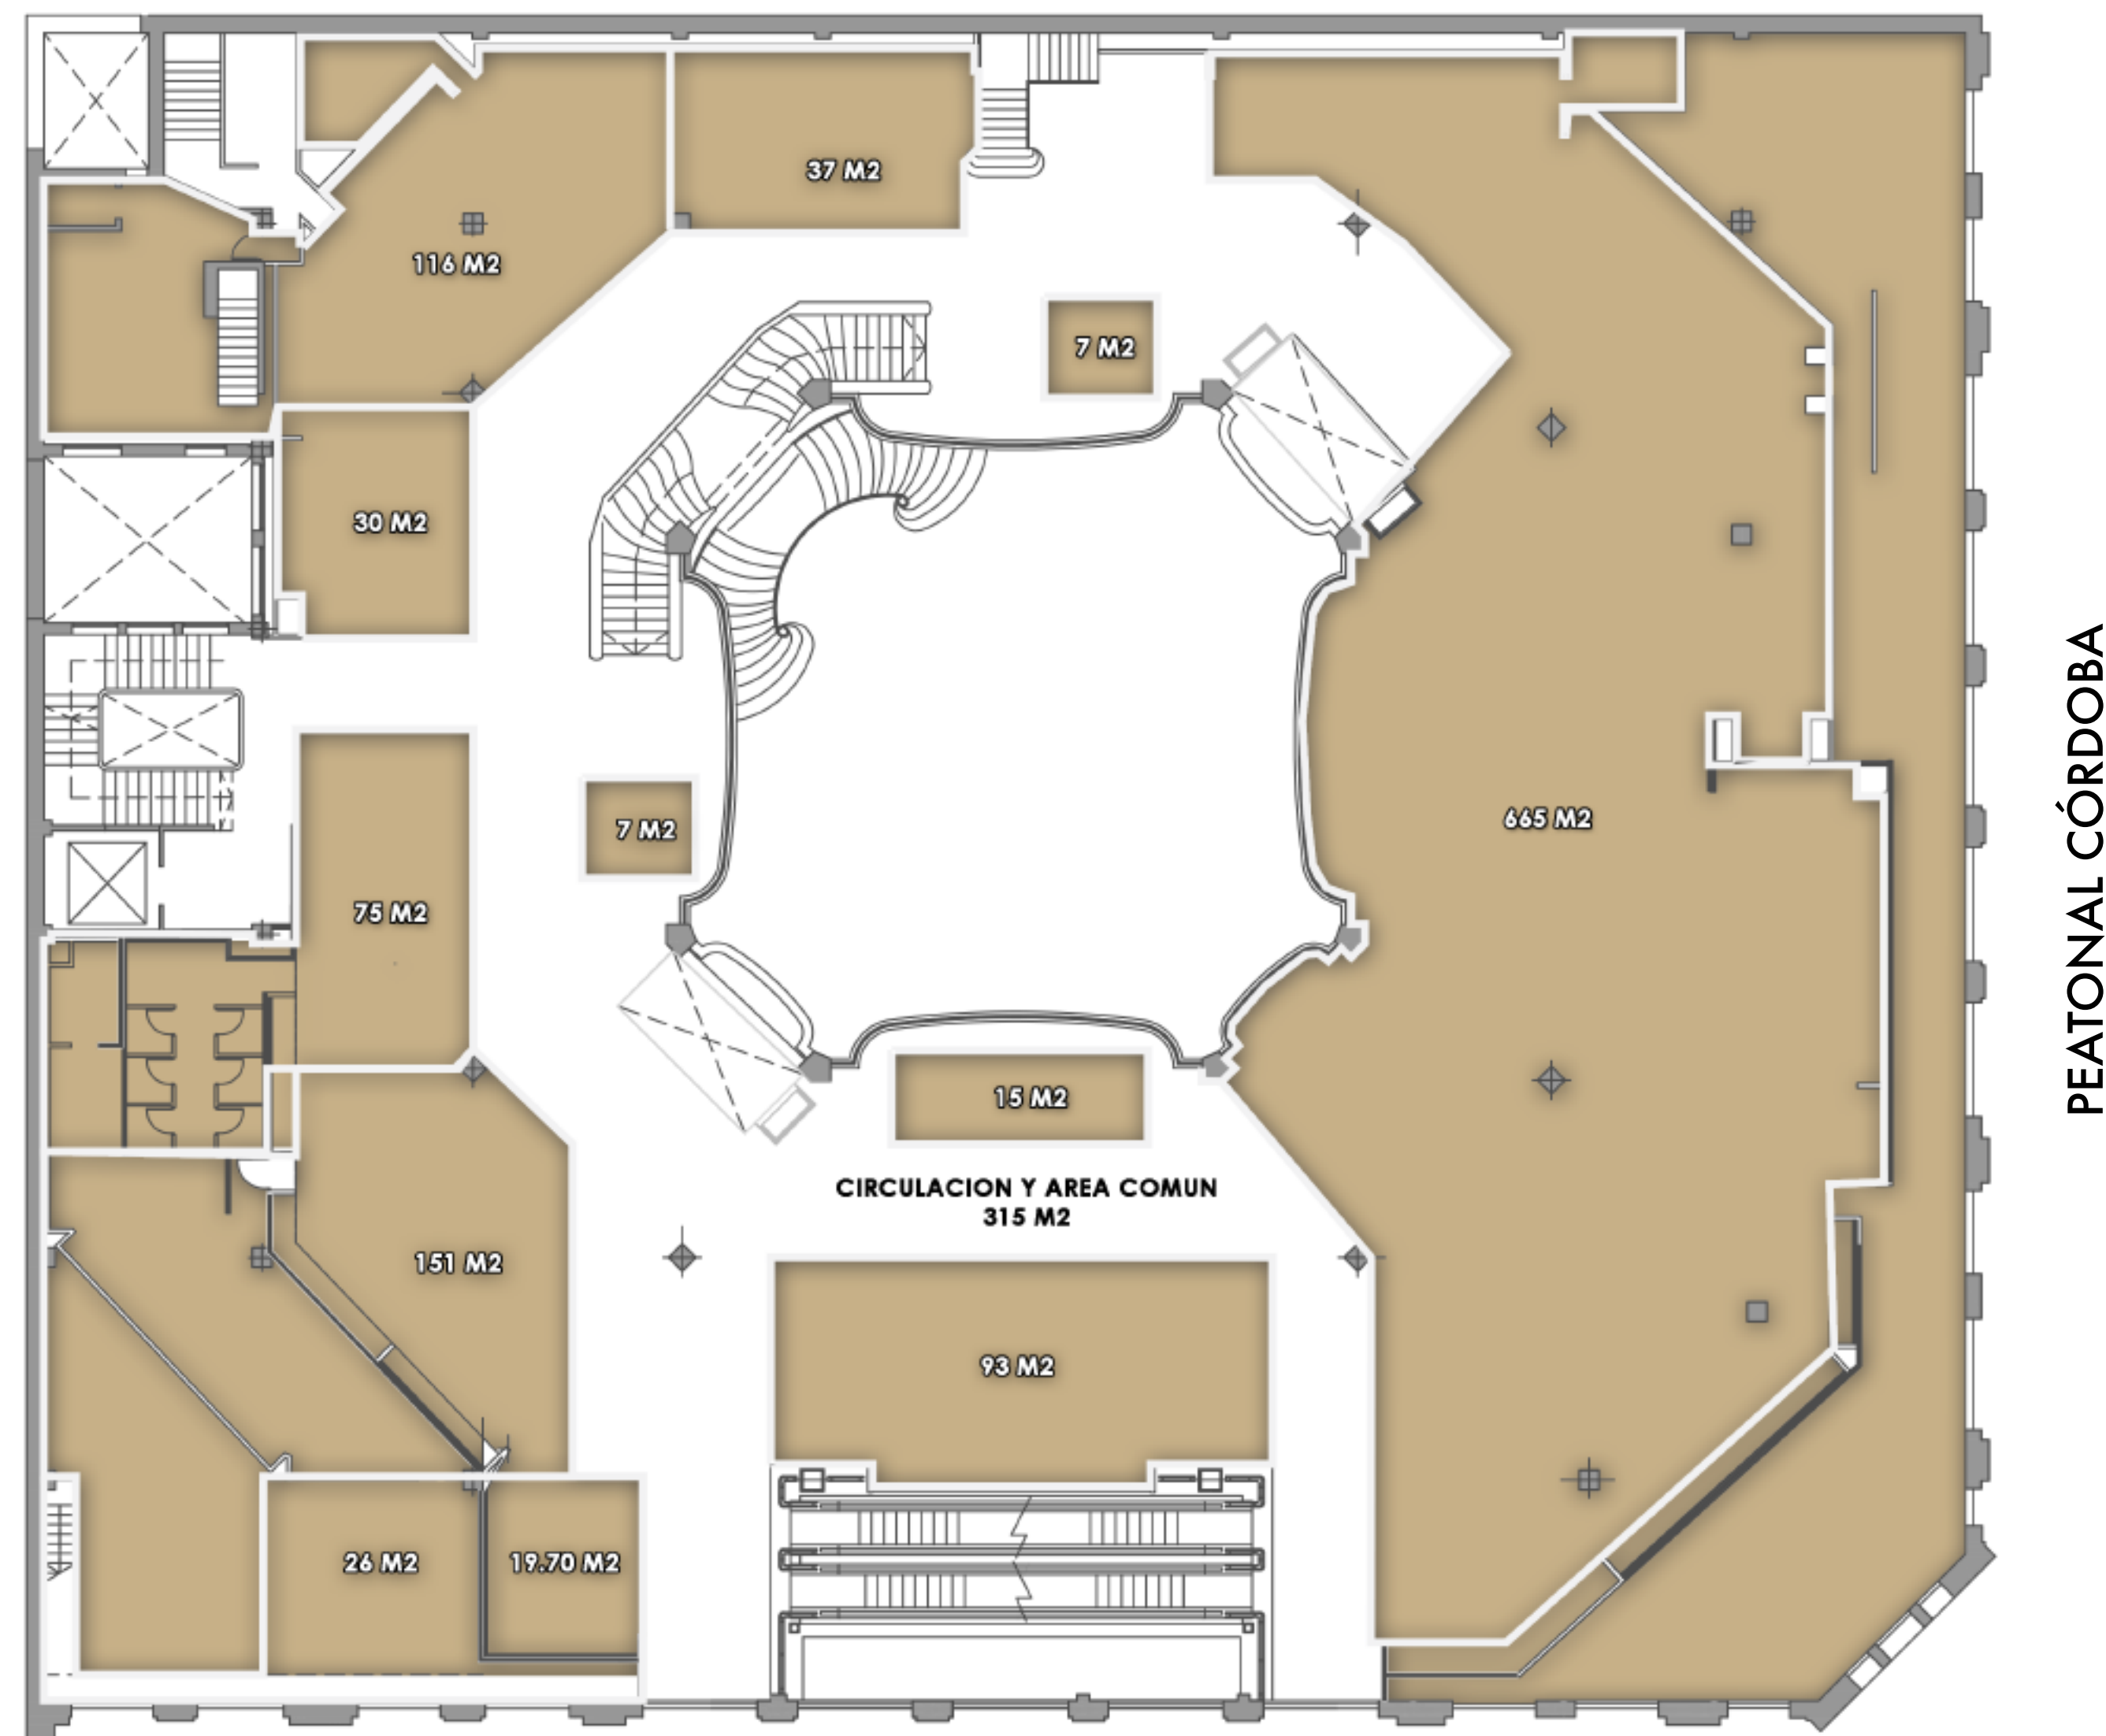 37 M2
116 M2
7 M2
30 M2
665 M2
7 M2
75 M2
15 M2
CIRCULACION Y AREA COMUN
315 M2
151 M2
93 M2
26 M2
19.70 M2
PEATONAL CÓRDOBA